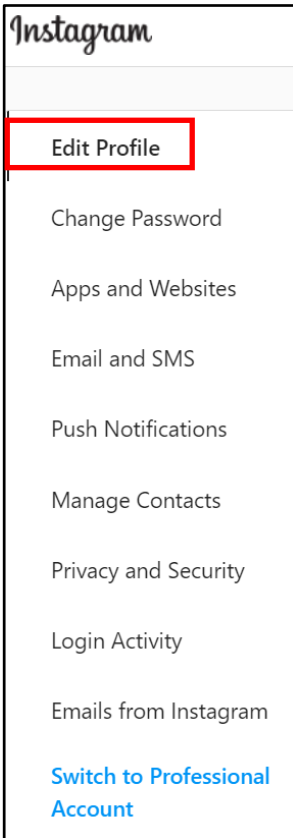 Instagram
Edit Profile
Change Password
Apps and Websites
Email and SMS
Push Notifications
Manage Contacts
Privacy and Security
Login Activity
Emails from Instagram
Switch to Professional
Account